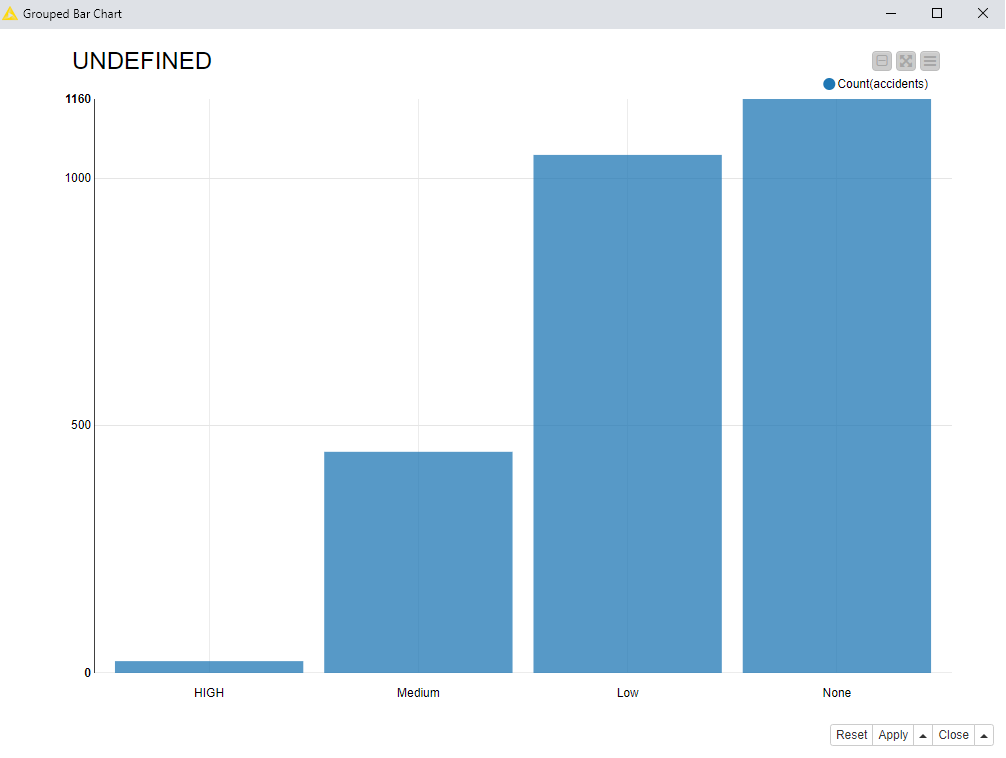 Grouped Bar Chart
UNDEFINED
Count(accidents)
1160
1000
500
0
HIGH Medium Low None
Reset Apply Close